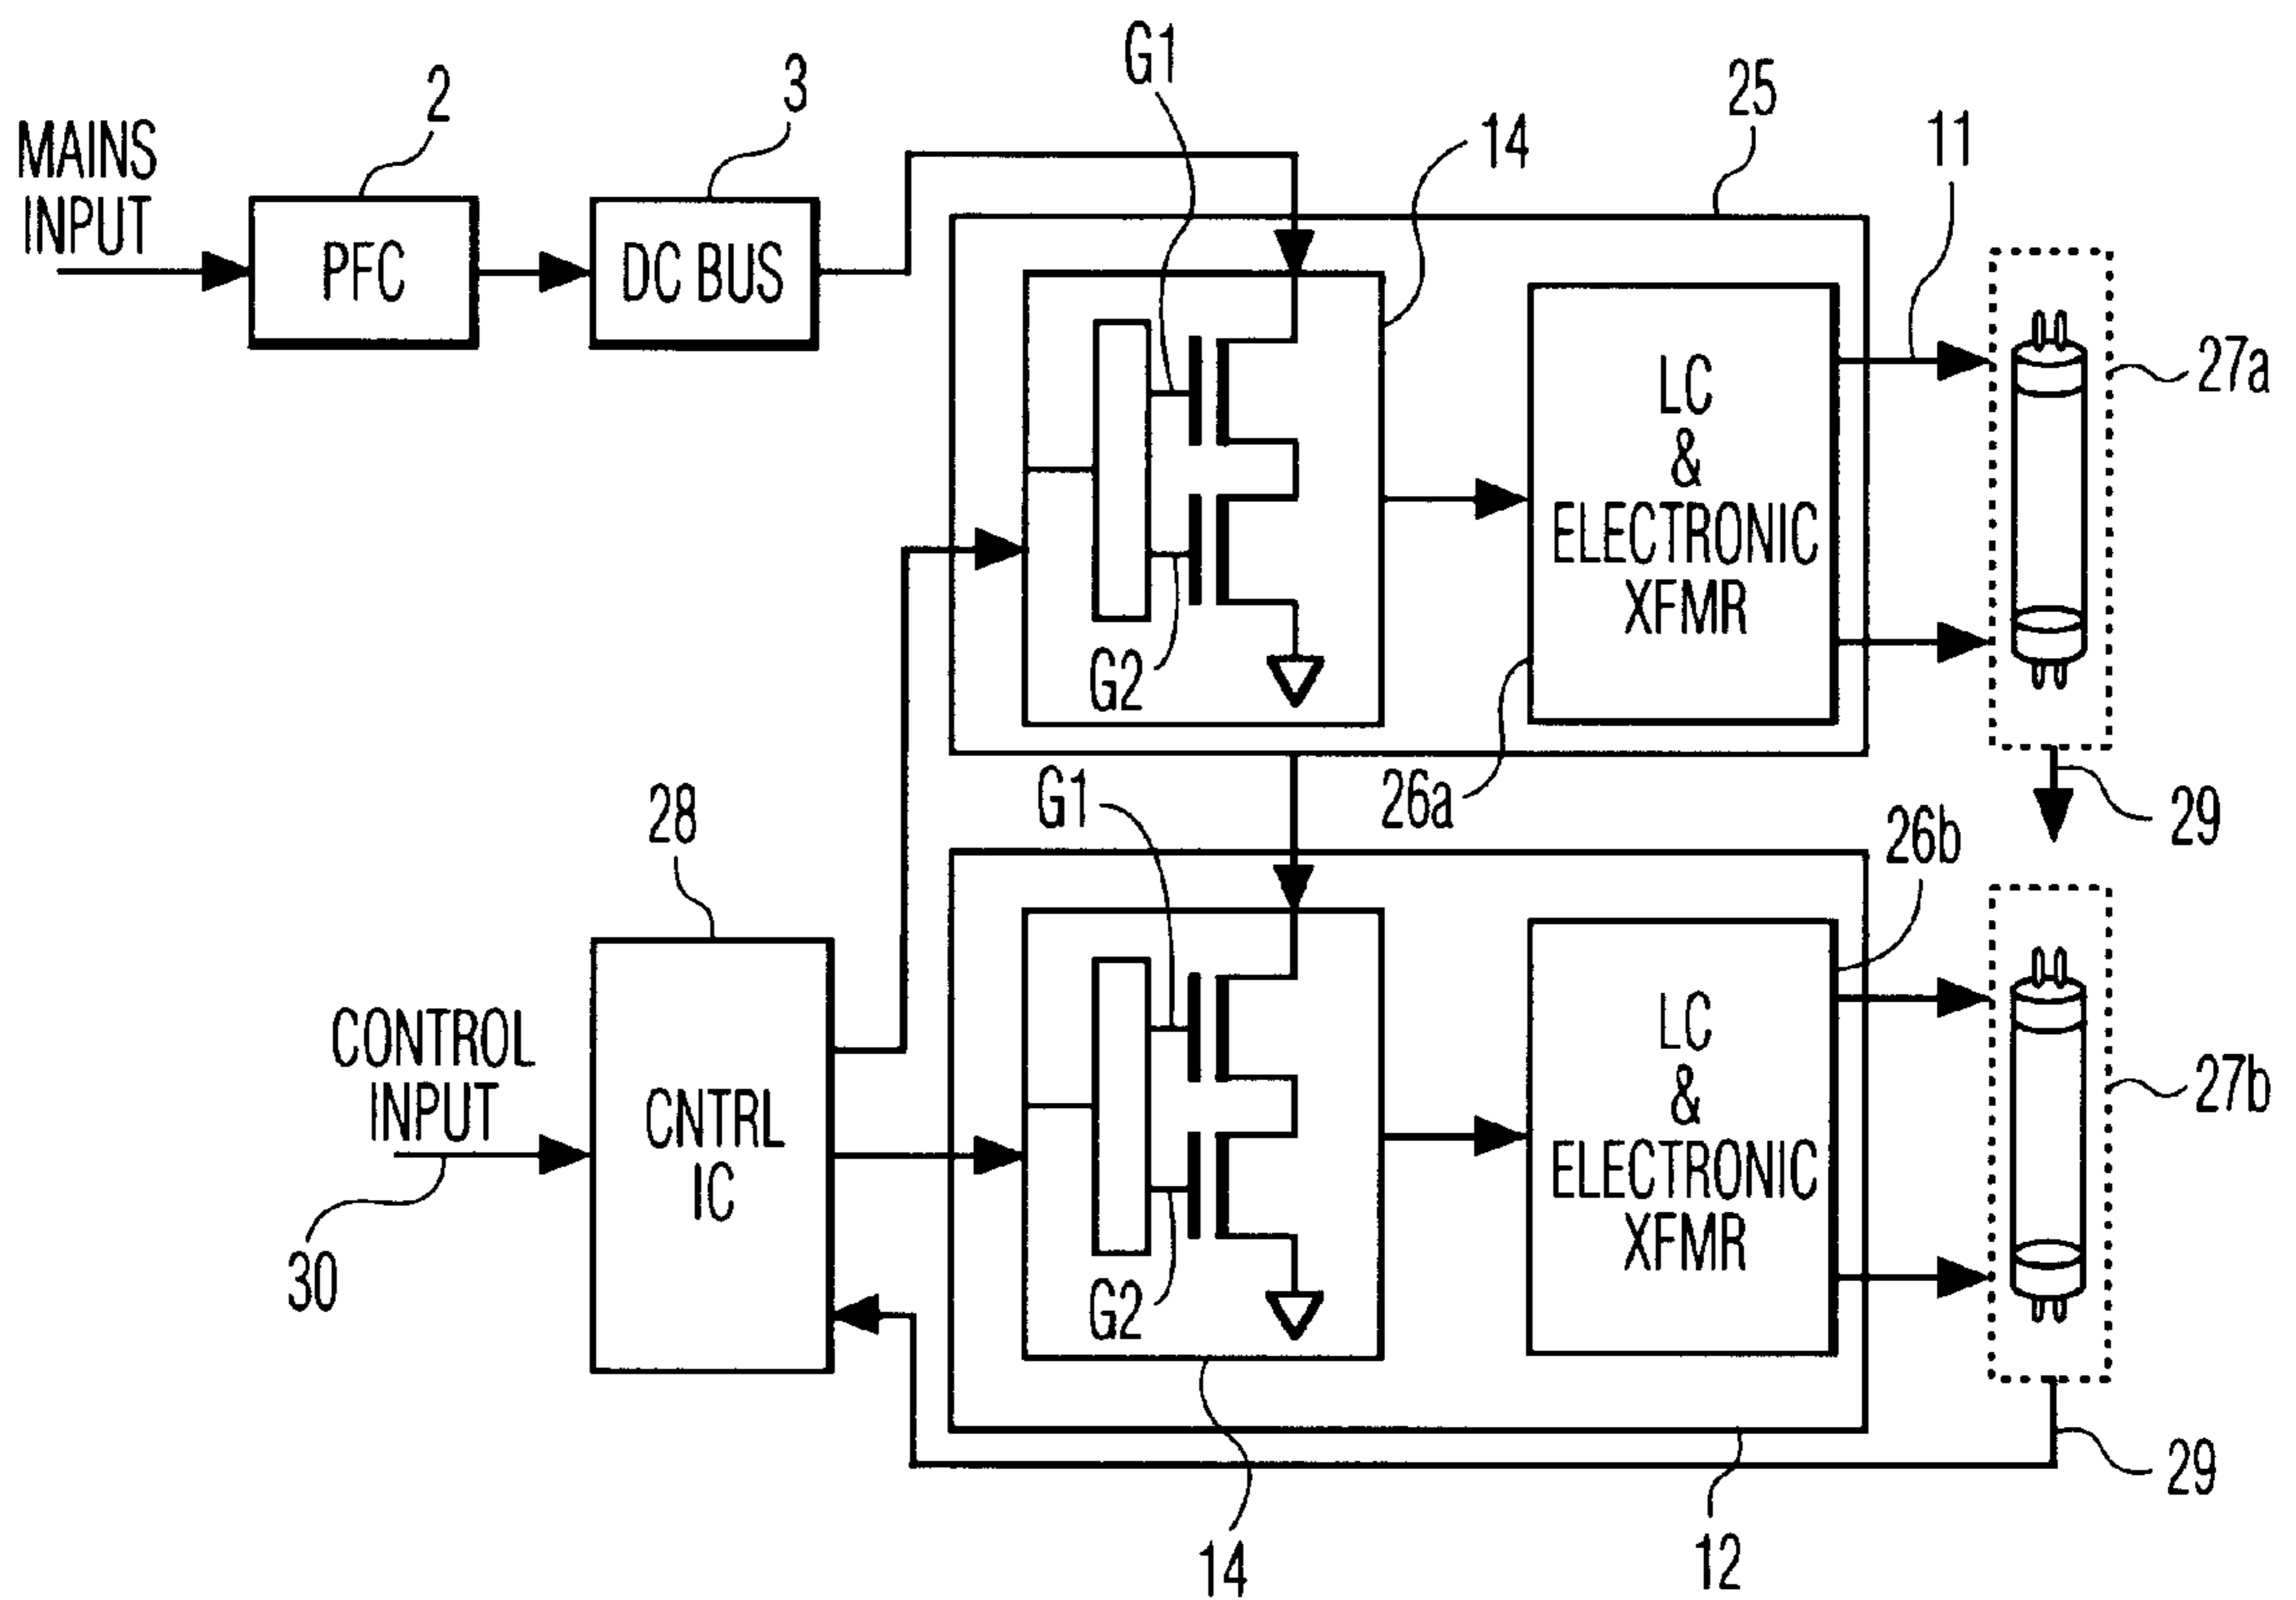 G1
2
3
25
14
11
MAINS
INPUT
PFC
DC BUS
LC
&
ELECTRONIC
XFMR
27a
G2
26a
29
G1
28
26b
CONTROL
INPUT
CNTRL
IC
LC
&
ELECTRONIC
XFMR
27b
30
G2
29
14
12